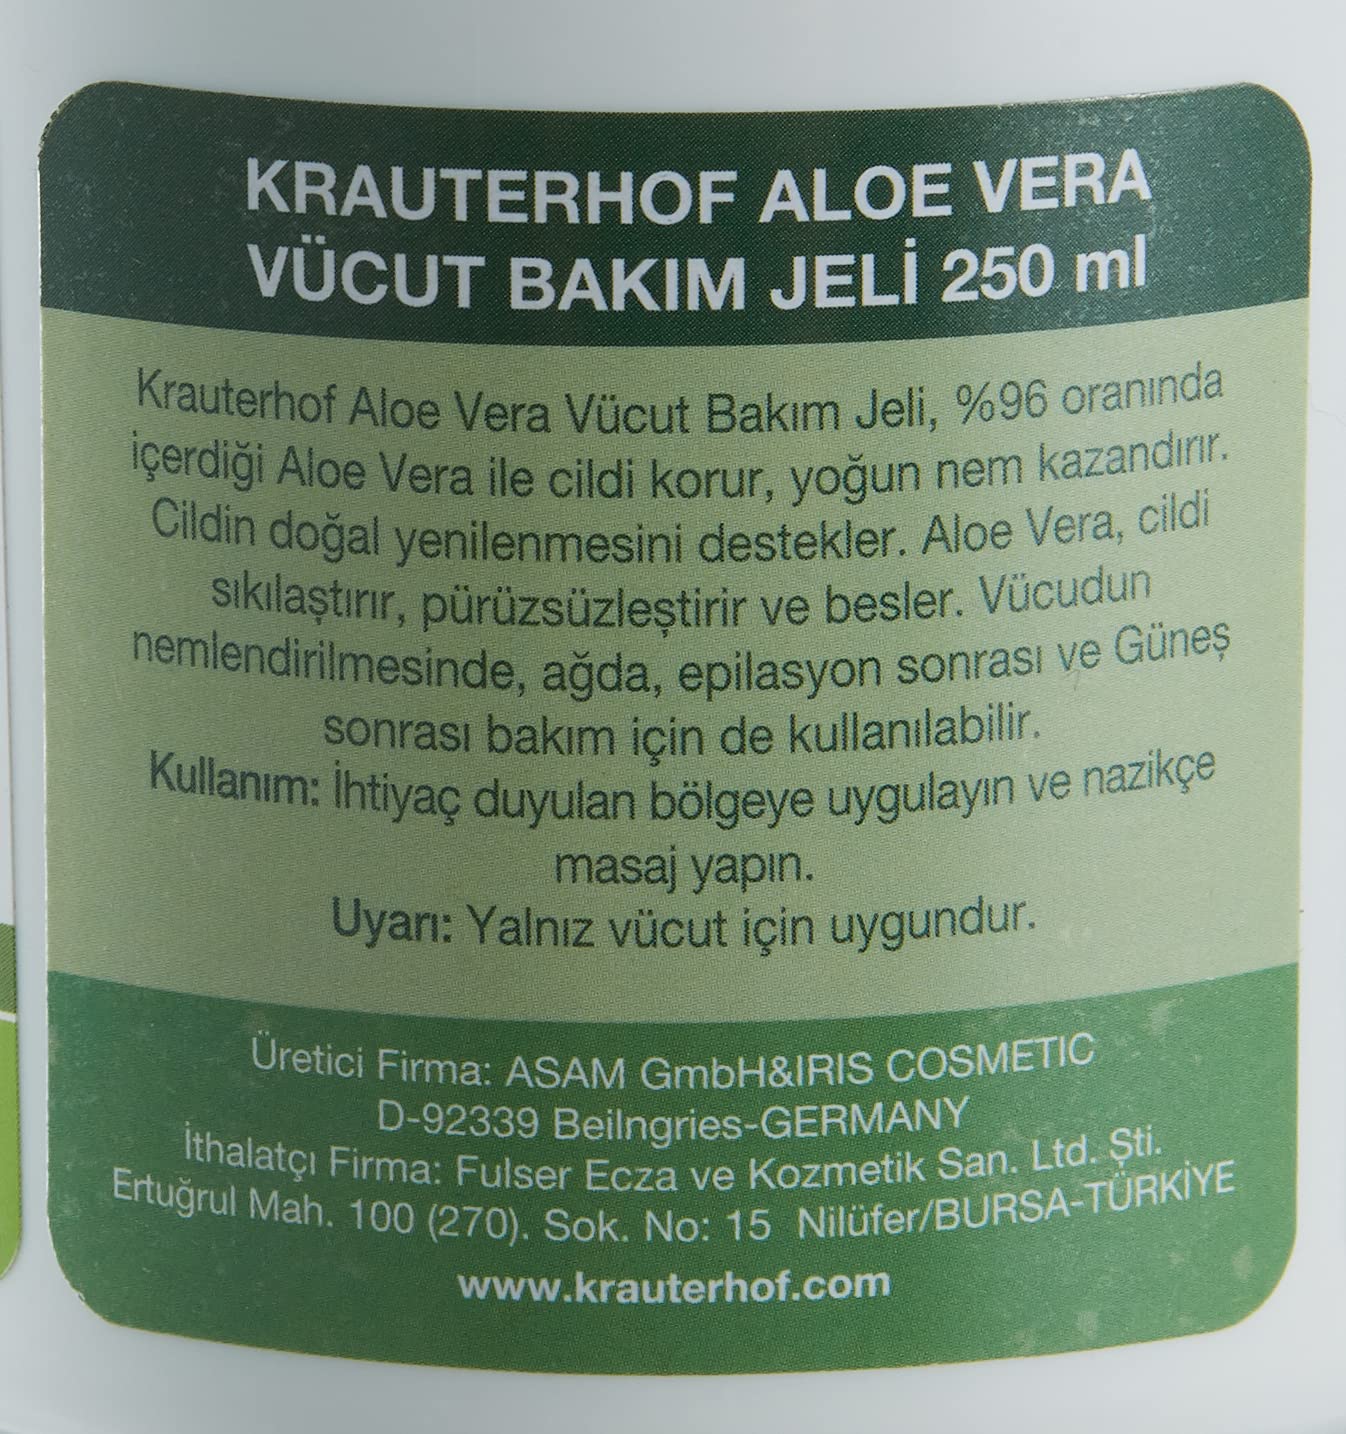 KRAUTERHOF ALOE VERA
VÜCUT BAKIM JELİ 250 ml
Krauterhof Aloe Vera Vücut Bakım Jeli, %96 oranında
içerdiği Aloe Vera ile cildi korur, yoğun nem kazandırır.
Cildin doğal yenilenmesini destekler. Aloe Vera, cildi
sıkılaştırır, pürüzsüzleştirir ve besler. Vücudun
nemlendirilmesinde, ağda, epilasyon sonrası ve Güneş
sonrası bakım için de kullanılabilir.
Kullanım: İhtiyaç duyulan bölgeye uygulayın ve nazikçe
masaj yapın.
Uyarı: Yalnız vücut için uygundur.
Üretici Firma: ASAM GmbH&IRIS COSMETIC
D-92339 Beilngries-GERMANY
İthalatçı Firma: Fulser Ecza ve Kozmetik San. Ltd. Şti.
Ertuğrul Mah. 100 (270). Sok. No: 15 Nilüfer/BURSA-TÜRKİYE
www.krauterhof.com